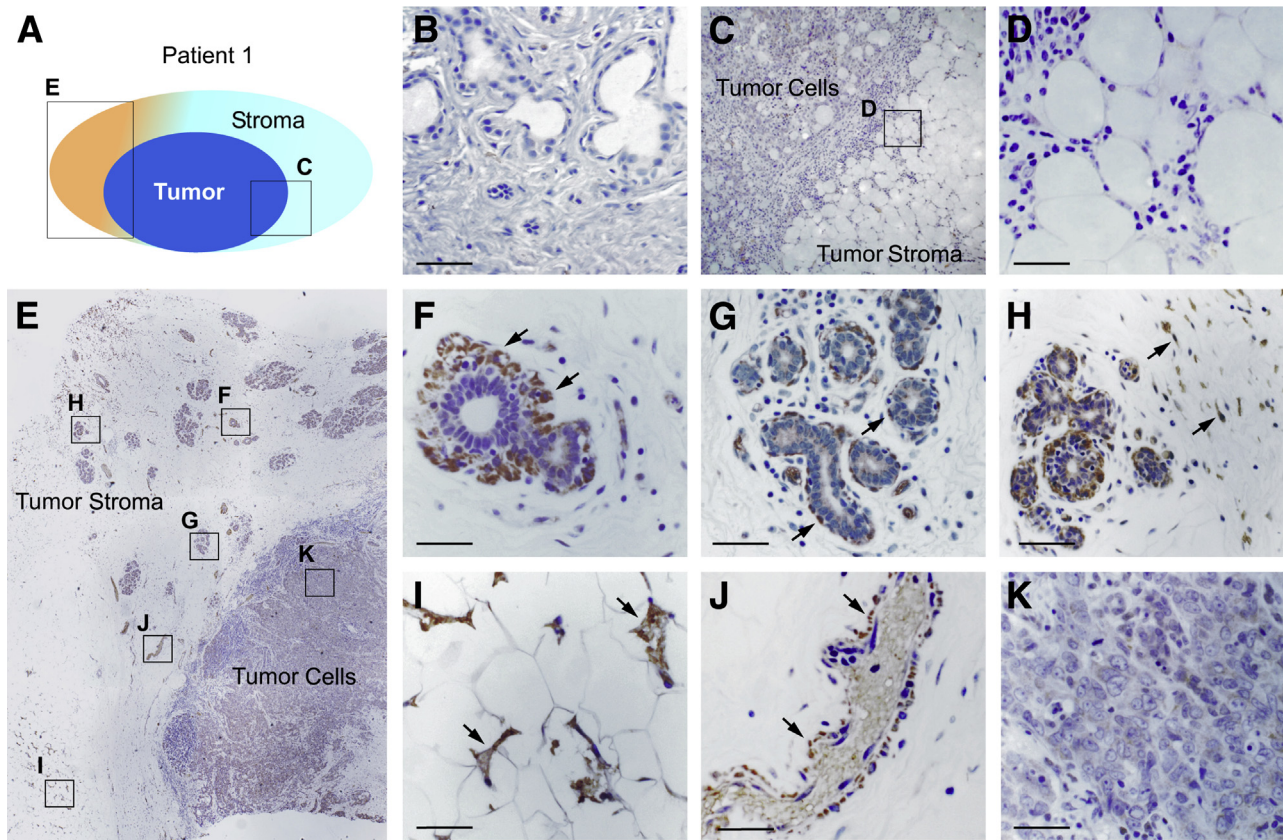 A
Patient 1
E
Stroma
C
Tumor
B
C
Tumor Cells
D
Tumor Stroma
D
E
H
F
Tumor Stroma
G
K
J
Tumor Cells
I
F
G
H
I
J
K